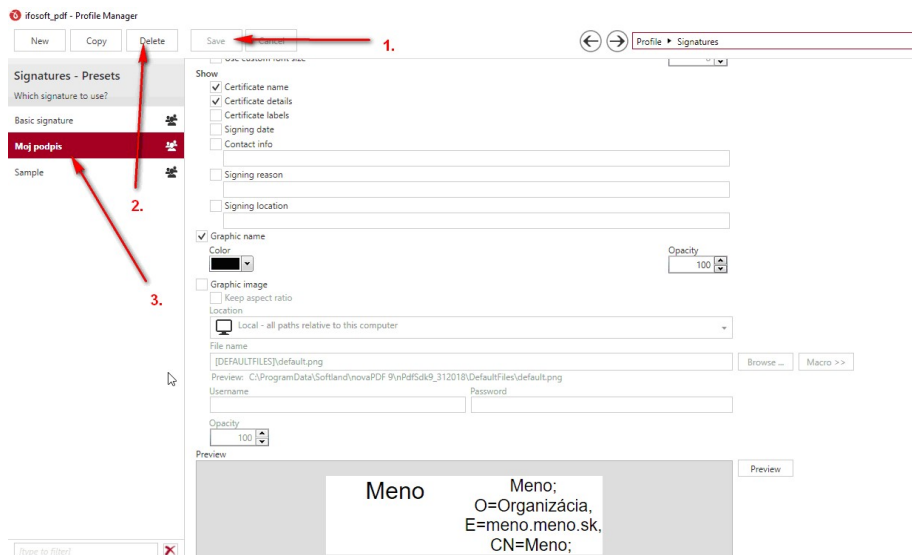 ifosoft_pdf - Profile Manager
New Copy Delete Save Cancel
1.
Profile ▸ Signatures
Signatures - Presets
Which signature to use?
Basic signature
Moj podpis
Sample
2.
3.
[type to filter]
Use custom font size
Show
Certificate name
Certificate details
Certificate labels
Signing date
Contact info
Signing reason
Signing location
Graphic name
Color Opacity
100
Graphic image
Keep aspect ratio
Location
Local - all paths relative to this computer
File name
[DEFAULTFILES]\default.png Browse ... Macro >>
Preview: C:\ProgramData\Softland\novaPDF 9\nPdfSdk9_312018\DefaultFiles\default.png
Username Password
Opacity
100
Preview
Preview
Meno
Meno;
O=Organizácia,
E=meno.meno.sk,
CN=Meno;